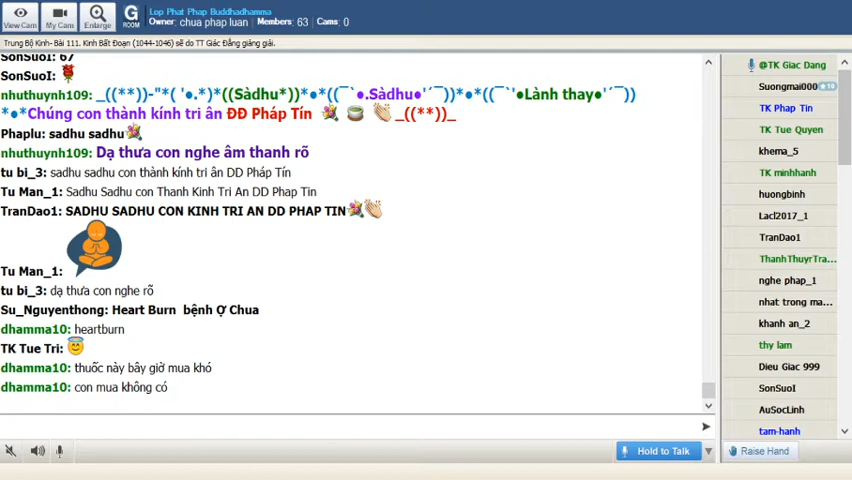 View Cam
My Cam
Enlarge
G
ROOM
Lop Phat Phap Buddhadhamma
Owner: chua phap luan Members: 63 Cams: 0
Trung Bộ Kinh- Bài 111. Kinh Bất Đoạn (1044-1046) sẽ do TT Giác Đẳng giảng giải.
SonSuoI: 67
SonSuoI:
nhuthuynh109: _((**))-"*( '●.*)*((Sàdhu*))*●*((¯`●.Sàdhu●'´¯))*●*((¯`'●Lành thay●'´¯))
*●*Chúng con thành kính tri ân ĐĐ Pháp Tín _((**))_
Phaplu: sadhu sadhu
nhuthuynh109: Dạ thưa con nghe âm thanh rõ
tu bi_3: sadhu sadhu con thành kính tri ân DD Pháp Tín
Tu Man_1: Sadhu Sadhu con Thanh Kinh Tri An DD Phap Tin
TranDao1: SADHU SADHU CON KINH TRI AN DD PHAP TIN
Tu Man_1:
tu bi_3: dạ thưa con nghe rõ
Su_Nguyenthong: Heart Burn bệnh Ợ Chua
dhamma10: heartburn
TK Tue Tri:
dhamma10: thuốc này bây giờ mua khó
dhamma10: con mua không có
@TK Giac Dang
Suongmai000 10
TK Phap Tin
TK Tue Quyen
khema_5
TK minhhanh
huongbinh
Lacl2017_1
TranDao1
ThanhThuyrTra...
nghe phap_1
nhat trong ma...
khanh an_2
thy lam
Dieu Giac 999
SonSuoI
AuSocLinh
tam-hanh
Hold to Talk
Raise Hand